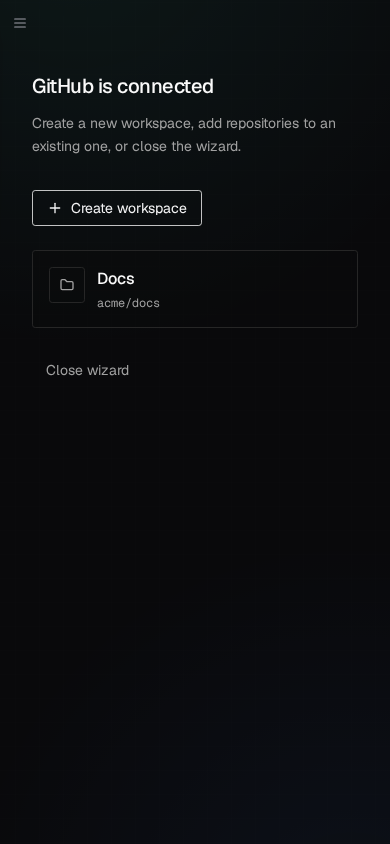 GitHub is connected
Create a new workspace, add repositories to an
existing one, or close the wizard.
Create workspace
Docs
acme/docs
Close wizard